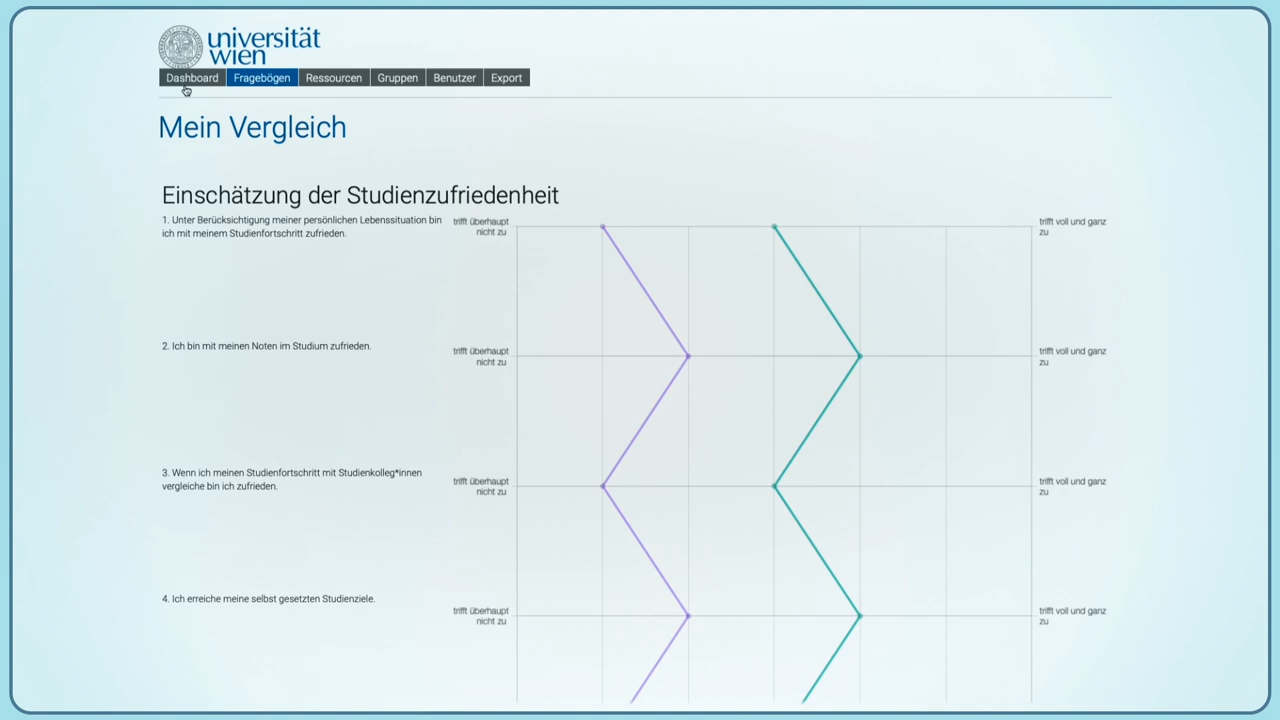 universität
wien
Dashboard Fragebögen Ressourcen Gruppen Benutzer Export
Mein Vergleich
Einschätzung der Studienzufriedenheit
1. Unter Berücksichtigung meiner persönlichen Lebenssituation bin
ich mit meinem Studienfortschritt zufrieden.
trifft überhaupt
nicht zu
trifft voll und ganz
zu
2. Ich bin mit meinen Noten im Studium zufrieden.
trifft überhaupt
nicht zu
trifft voll und ganz
zu
3. Wenn ich meinen Studienfortschritt mit Studienkolleg*innen
vergleiche bin ich zufrieden.
trifft überhaupt
nicht zu
trifft voll und ganz
zu
4. Ich erreiche meine selbst gesetzten Studienziele.
trifft überhaupt
nicht zu
trifft voll und ganz
zu